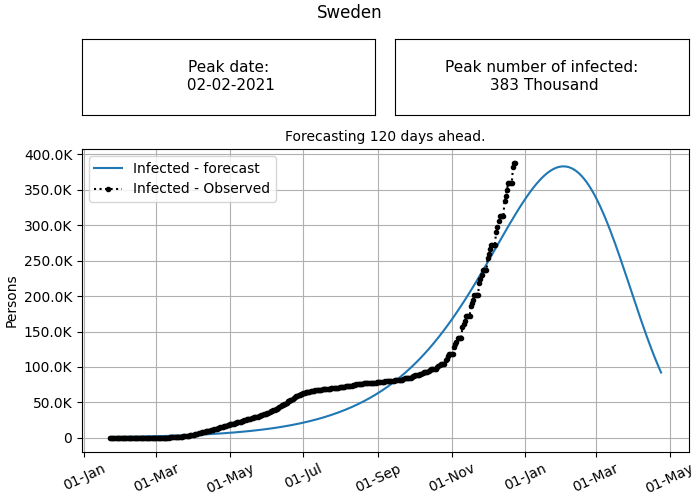 Sweden
Peak date:
02-02-2021
Peak number of infected:
383 Thousand
Forecasting 120 days ahead.
Infected - forecast
Infected - Observed
Persons
400.0K
350.0K
300.0K
250.0K
200.0K
150.0K
100.0K
50.0K
0
01-Jan
01-Mar
01-May
01-Jul
01-Sep
01-Nov
01-Jan
01-Mar
01-May